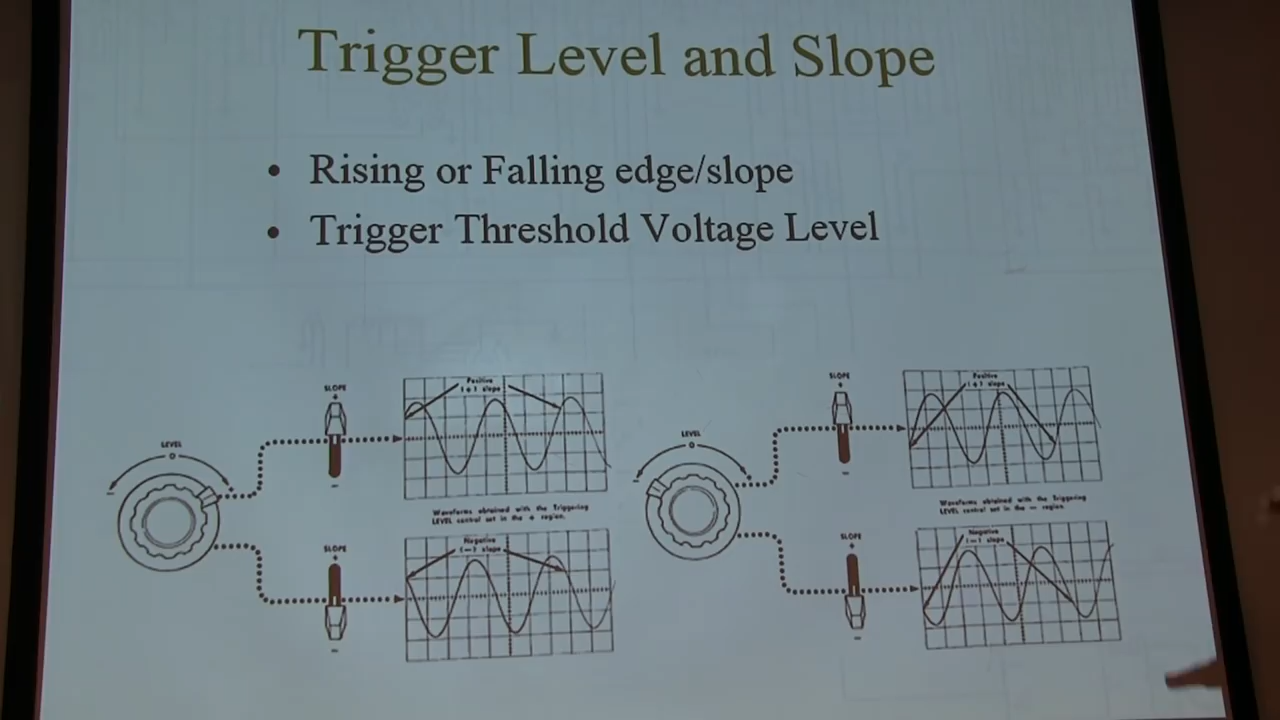 Trigger Level and Slope
• Rising or Falling edge/slope
• Trigger Threshold Voltage Level
SLOPE
+
-
LEVEL
0
-
+
Positive
(+) slope
Waveforms obtained with the Triggering
LEVEL control set in the + region.
SLOPE
+
-
Negative
(-) slope
SLOPE
+
-
LEVEL
0
-
+
Positive
(+) slope
Waveforms obtained with the Triggering
LEVEL control set in the - region.
SLOPE
+
-
Negative
(-) slope